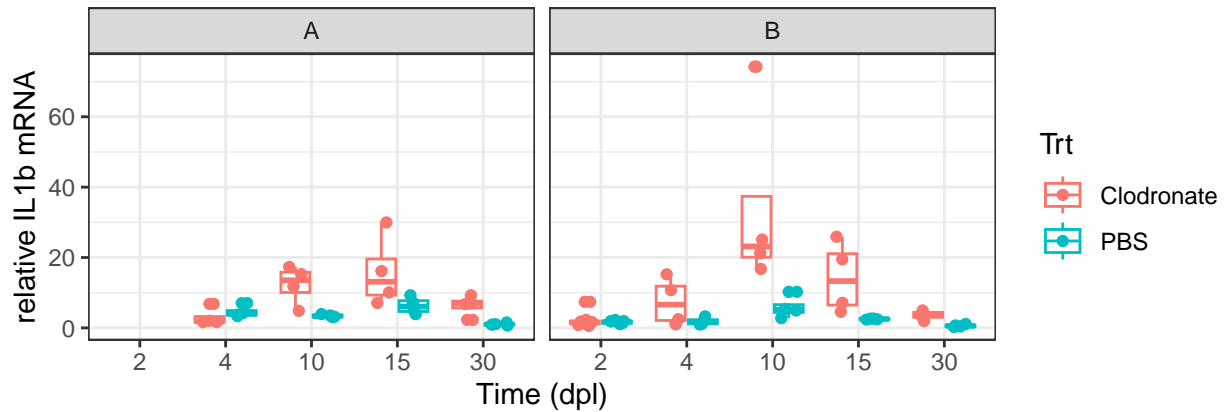 A
B
relative IL1b mRNA
60
40
20
0
2 4 10 15 30
2 4 10 15 30
Time (dpl)
Trt
Clodronate
PBS